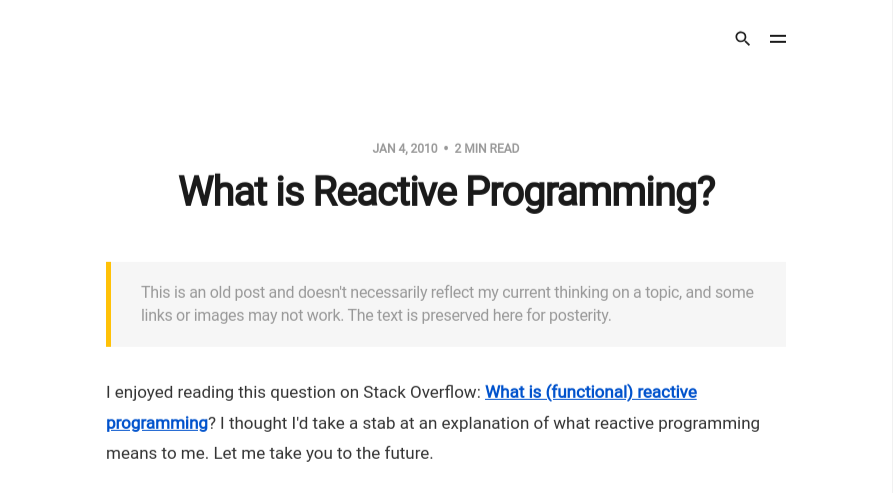 JAN 4, 2010 • 2 MIN READ
What is Reactive Programming?
This is an old post and doesn't necessarily reflect my current thinking on a topic, and some
links or images may not work. The text is preserved here for posterity.
I enjoyed reading this question on Stack Overflow: What is (functional) reactive
programming? I thought I'd take a stab at an explanation of what reactive programming
means to me. Let me take you to the future.